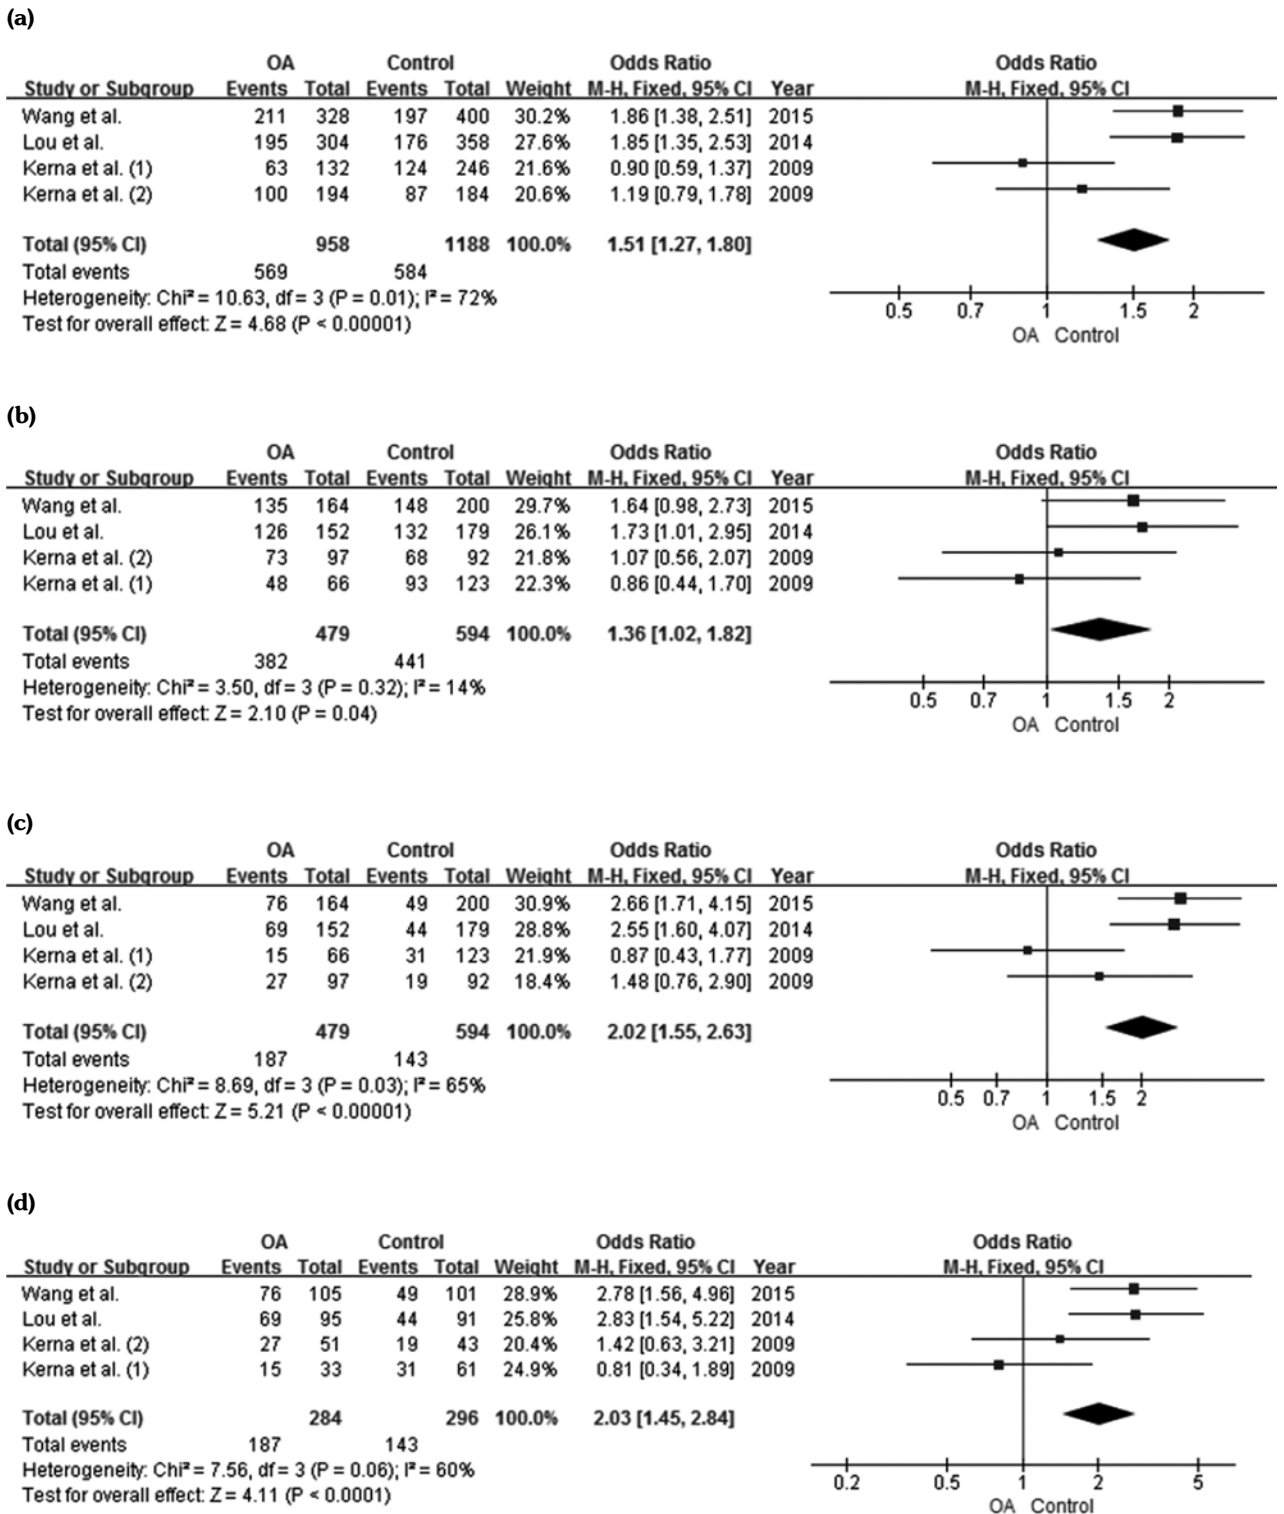 (a)
OA Control Odds Ratio Odds Ratio
Study or Subgroup Events Total Events Total Weight M-H, Fixed, 95% CI Year M-H, Fixed, 95% CI
Wang et al. 211 328 197 400 30.2% 1.86 [1.38, 2.51] 2015
Lou et al. 195 304 176 358 27.6% 1.85 [1.35, 2.53] 2014
Kerna et al. (1) 63 132 124 246 21.6% 0.90 [0.59, 1.37] 2009
Kerna et al. (2) 100 194 87 184 20.6% 1.19 [0.79, 1.78] 2009
Total (95% CI) 958 1188 100.0% 1.51 [1.27, 1.80]
Total events 569 584
Heterogeneity: Chi² = 10.63, df = 3 (P = 0.01); I² = 72%
Test for overall effect: Z = 4.68 (P < 0.00001)
0.5 0.7 1 1.5 2
OA Control
(b)
OA Control Odds Ratio Odds Ratio
Study or Subgroup Events Total Events Total Weight M-H, Fixed, 95% CI Year M-H, Fixed, 95% CI
Wang et al. 135 164 148 200 29.7% 1.64 [0.98, 2.73] 2015
Lou et al. 126 152 132 179 26.1% 1.73 [1.01, 2.95] 2014
Kerna et al. (2) 73 97 68 92 21.8% 1.07 [0.56, 2.07] 2009
Kerna et al. (1) 48 66 93 123 22.3% 0.86 [0.44, 1.70] 2009
Total (95% CI) 479 594 100.0% 1.36 [1.02, 1.82]
Total events 382 441
Heterogeneity: Chi² = 3.50, df = 3 (P = 0.32); I² = 14%
Test for overall effect: Z = 2.10 (P = 0.04)
0.5 0.7 1 1.5 2
OA Control
(c)
OA Control Odds Ratio Odds Ratio
Study or Subgroup Events Total Events Total Weight M-H, Fixed, 95% CI Year M-H, Fixed, 95% CI
Wang et al. 76 164 49 200 30.9% 2.66 [1.71, 4.15] 2015
Lou et al. 69 152 44 179 28.8% 2.55 [1.60, 4.07] 2014
Kerna et al. (1) 15 66 31 123 21.9% 0.87 [0.43, 1.77] 2009
Kerna et al. (2) 27 97 19 92 18.4% 1.48 [0.76, 2.90] 2009
Total (95% CI) 479 594 100.0% 2.02 [1.55, 2.63]
Total events 187 143
Heterogeneity: Chi² = 8.69, df = 3 (P = 0.03); I² = 65%
Test for overall effect: Z = 5.21 (P < 0.00001)
0.5 0.7 1 1.5 2
OA Control
(d)
OA Control Odds Ratio Odds Ratio
Study or Subgroup Events Total Events Total Weight M-H, Fixed, 95% CI Year M-H, Fixed, 95% CI
Wang et al. 76 105 49 101 28.9% 2.78 [1.56, 4.96] 2015
Lou et al. 69 95 44 91 25.8% 2.83 [1.54, 5.22] 2014
Kerna et al. (2) 27 51 19 43 20.4% 1.42 [0.63, 3.21] 2009
Kerna et al. (1) 15 33 31 61 24.9% 0.81 [0.34, 1.89] 2009
Total (95% CI) 284 296 100.0% 2.03 [1.45, 2.84]
Total events 187 143
Heterogeneity: Chi² = 7.56, df = 3 (P = 0.06); I² = 60%
Test for overall effect: Z = 4.11 (P < 0.0001)
0.2 0.5 1 2 5
OA Control